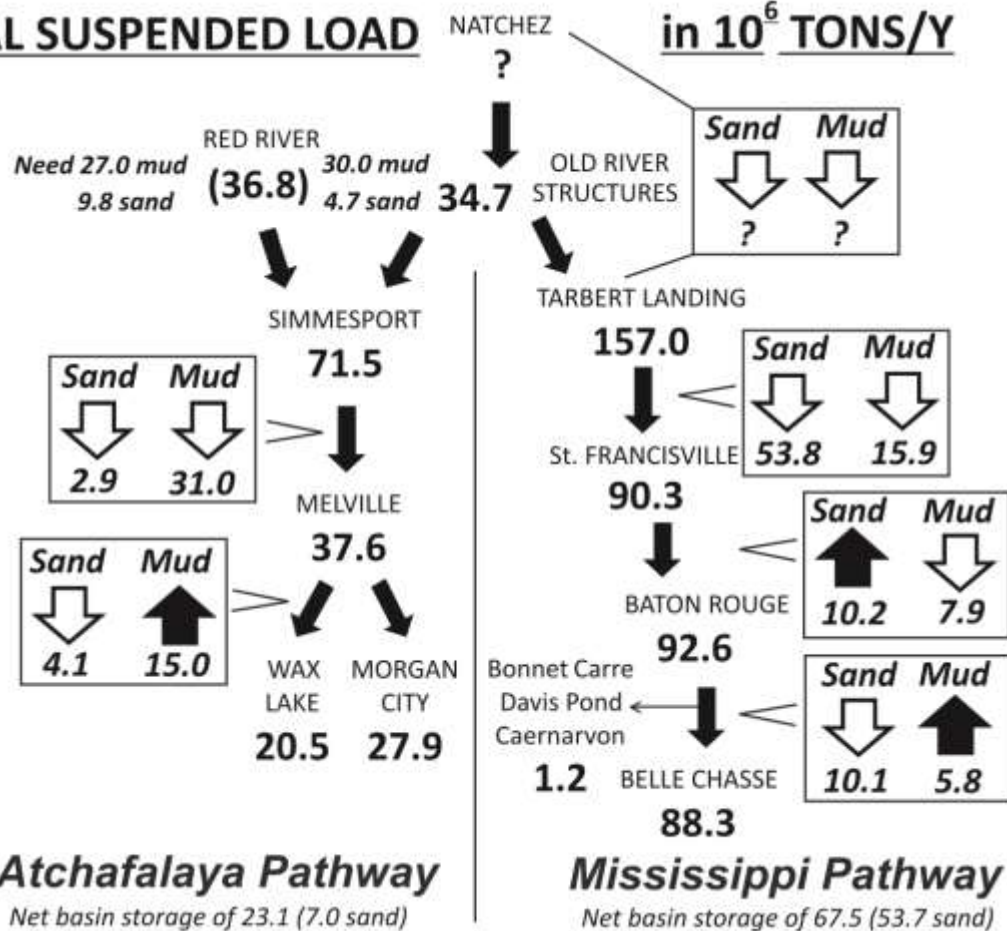 AL SUSPENDED LOAD
in 10⁶ TONS/Y
NATCHEZ
?
Sand Mud
? ?
RED RIVER
(36.8)
Need 27.0 mud
9.8 sand
30.0 mud
4.7 sand
34.7
OLD RIVER
STRUCTURES
SIMMESPORT
71.5
Sand Mud
2.9 31.0
MELVILLE
37.6
Sand Mud
4.1 15.0
WAX
LAKE
20.5
MORGAN
CITY
27.9
TARBERT LANDING
157.0
Sand Mud
53.8 15.9
St. FRANCISVILLE
90.3
Sand Mud
10.2 7.9
BATON ROUGE
92.6
Bonnet Carre
Davis Pond
Caernarvon
1.2
Sand Mud
10.1 5.8
BELLE CHASSE
88.3
Atchafalaya Pathway
Net basin storage of 23.1 (7.0 sand)
Mississippi Pathway
Net basin storage of 67.5 (53.7 sand)